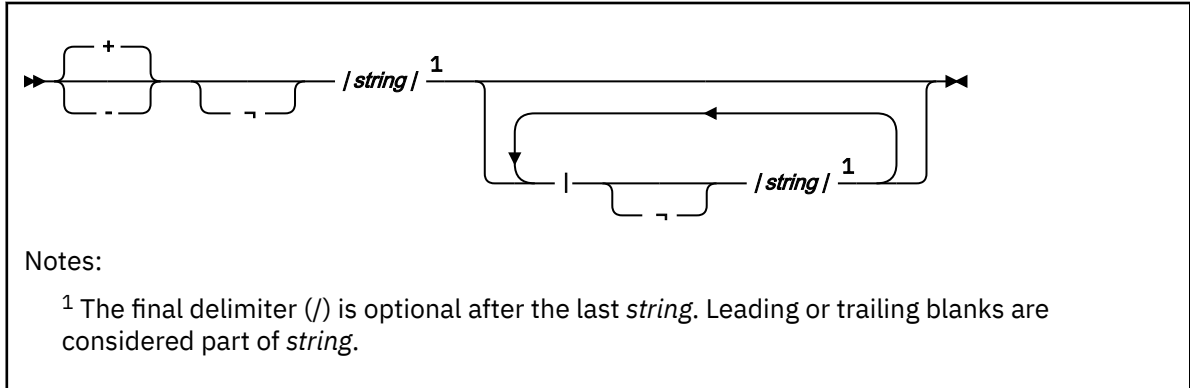 +
- ¬ /string/ 1
| ¬ /string/ 1
Notes:
1 The final delimiter (/) is optional after the last string. Leading or trailing blanks are
considered part of string.